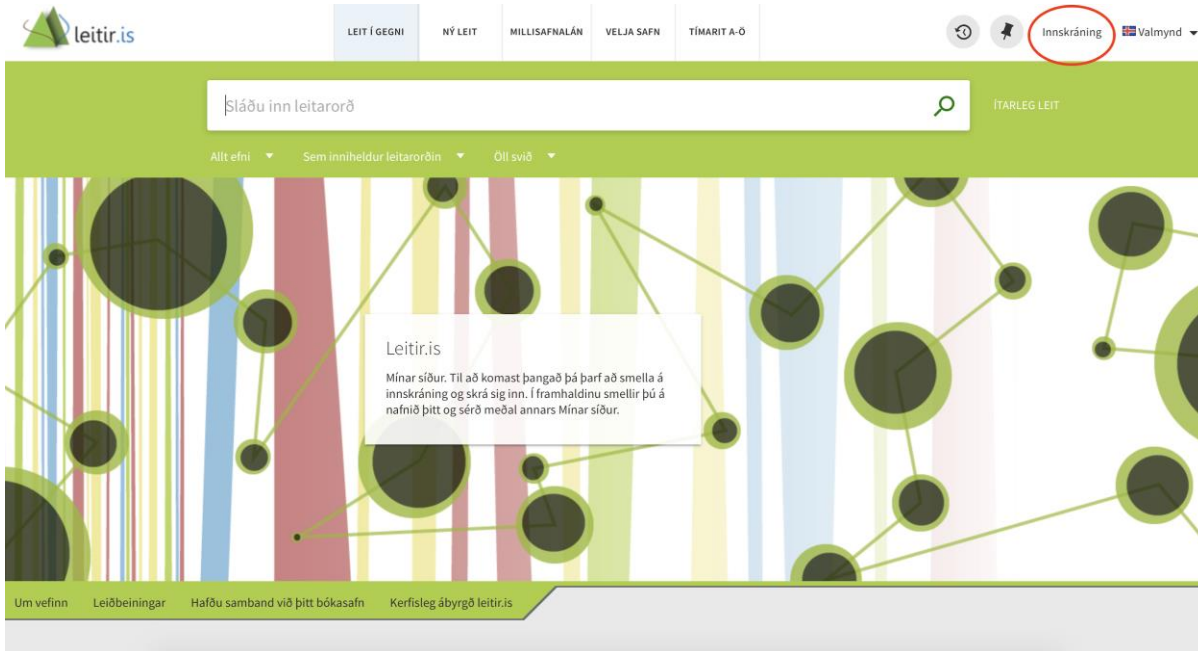 leitir.is
LEIT Í GEGNI
NÝ LEIT
MILLISAFNALÁN
VELJA SAFN
TÍMARIT A-Ö
Innskráning
Valmynd
Sláðu inn leitarorð
ÍTARLEG LEIT
Allt efni
Sem inniheldur leitarorðin
Öll svið
Leitir.is
Mínar síður. Til að komast þangað þá þarf að smella á
innskráning og skrá sig inn. Í framhaldinu smellir þú á
nafnið þitt og sérð meðal annars Mínar síður.
Um vefinn
Leiðbeiningar
Hafðu samband við þitt bókasafn
Kerfisleg ábyrgð leitir.is